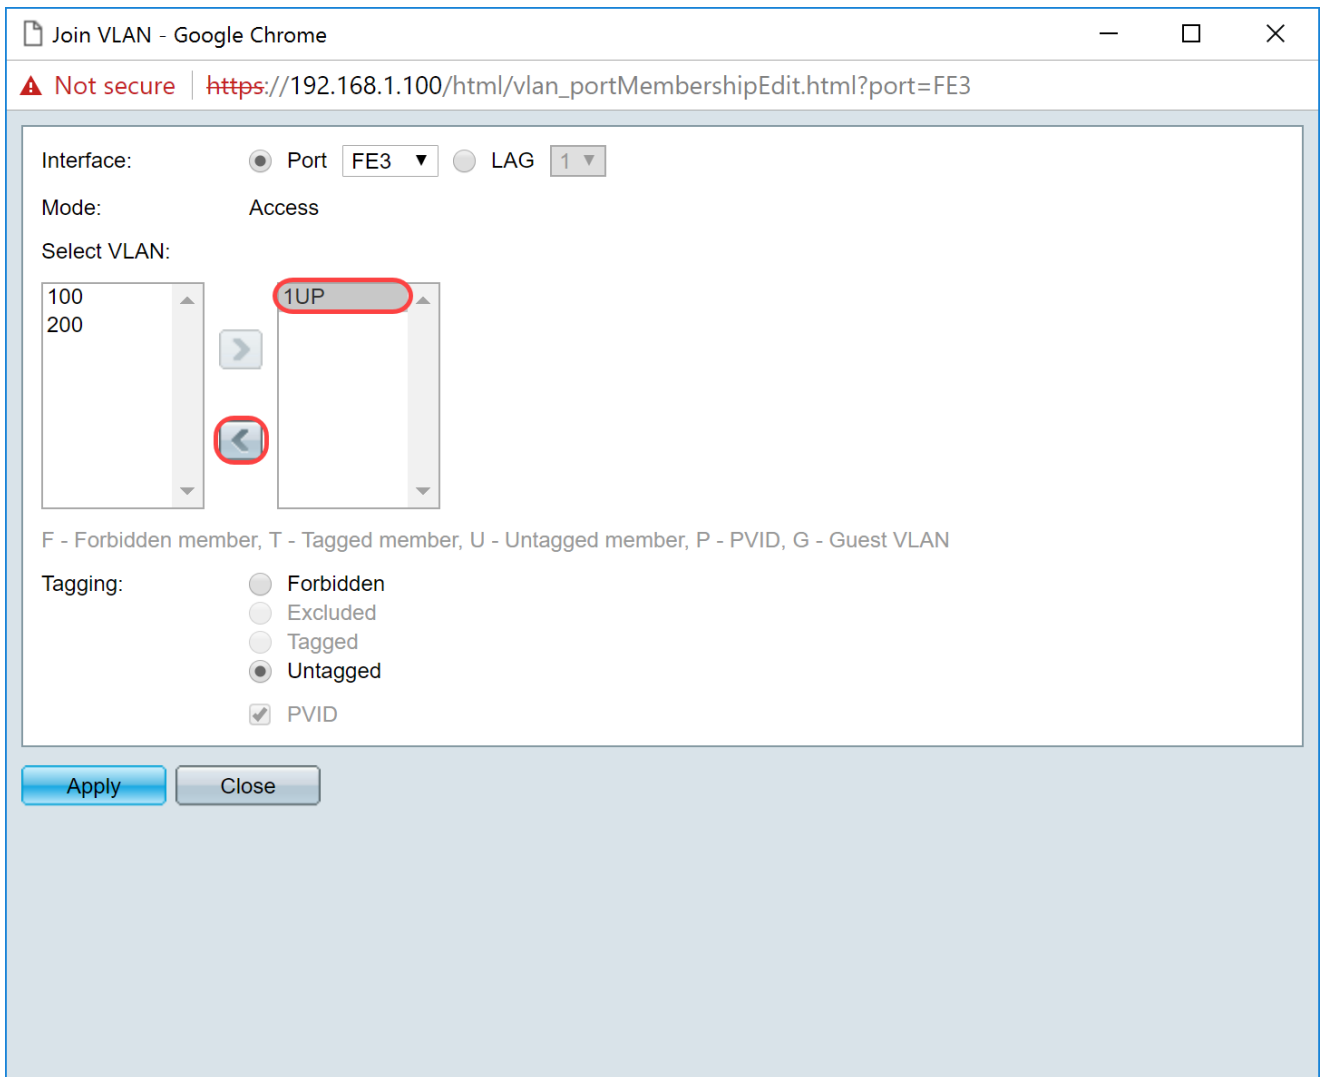 Join VLAN - Google Chrome
Not secure https://192.168.1.100/html/vlan_portMembershipEdit.html?port=FE3
Interface: Port FE3 LAG 1
Mode: Access
Select VLAN:
100 1UP
200
F - Forbidden member, T - Tagged member, U - Untagged member, P - PVID, G - Guest VLAN
Tagging: Forbidden
Excluded
Tagged
Untagged
PVID
Apply Close